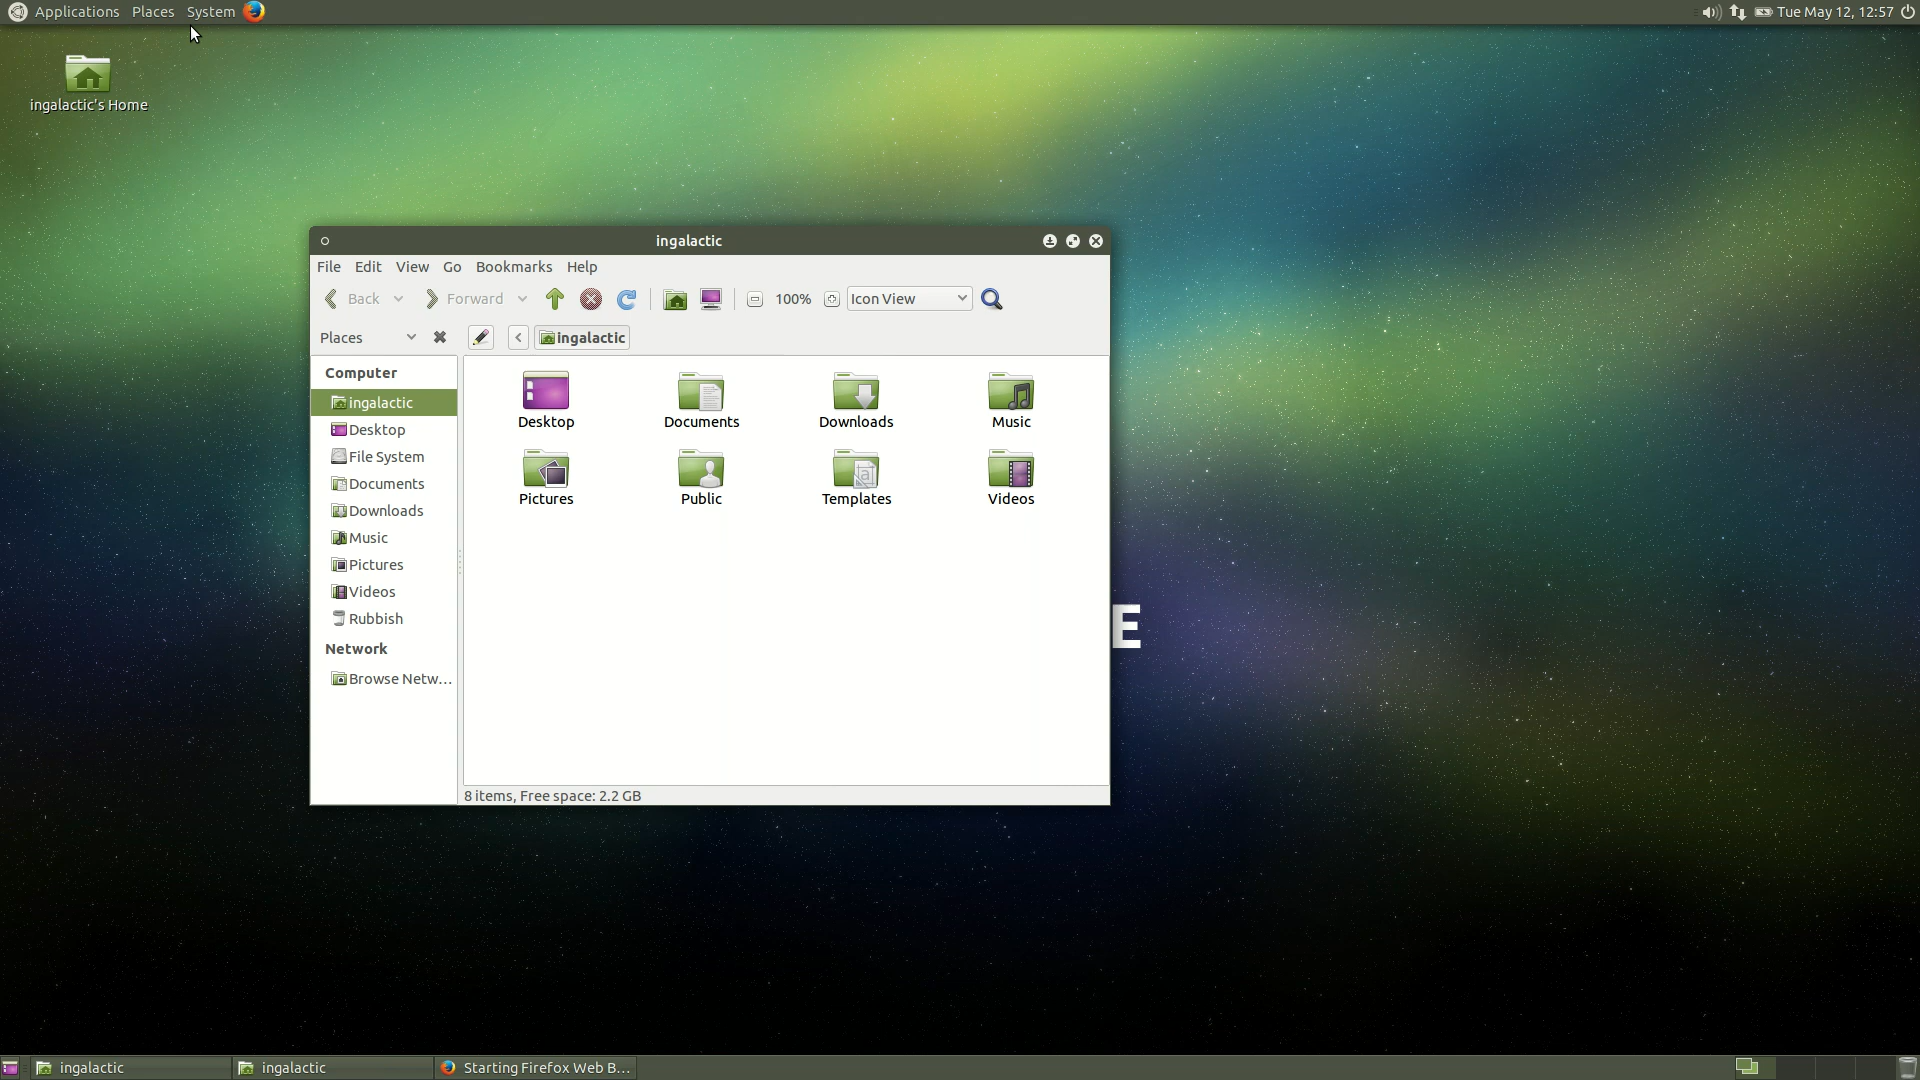 Applications Places System
Tue May 12, 12:57
ingalactic's Home
ingalactic
File Edit View Go Bookmarks Help
Back Forward 100% Icon View
Places ingalactic
Computer
ingalactic
Desktop
File System
Documents
Downloads
Music
Pictures
Videos
Rubbish
Network
Browse Netw...
Desktop Documents Downloads Music
Pictures Public Templates Videos
8 items, Free space: 2.2 GB
E
ingalactic ingalactic Starting Firefox Web B...